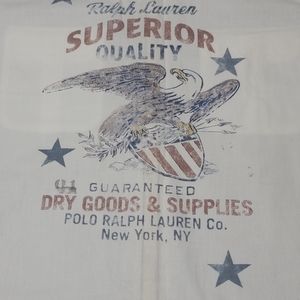 Ralph Lauren
SUPERIOR
QUALITY
GUARANTEED
DRY GOODS & SUPPLIES
POLO RALPH LAUREN Co.
New York, NY